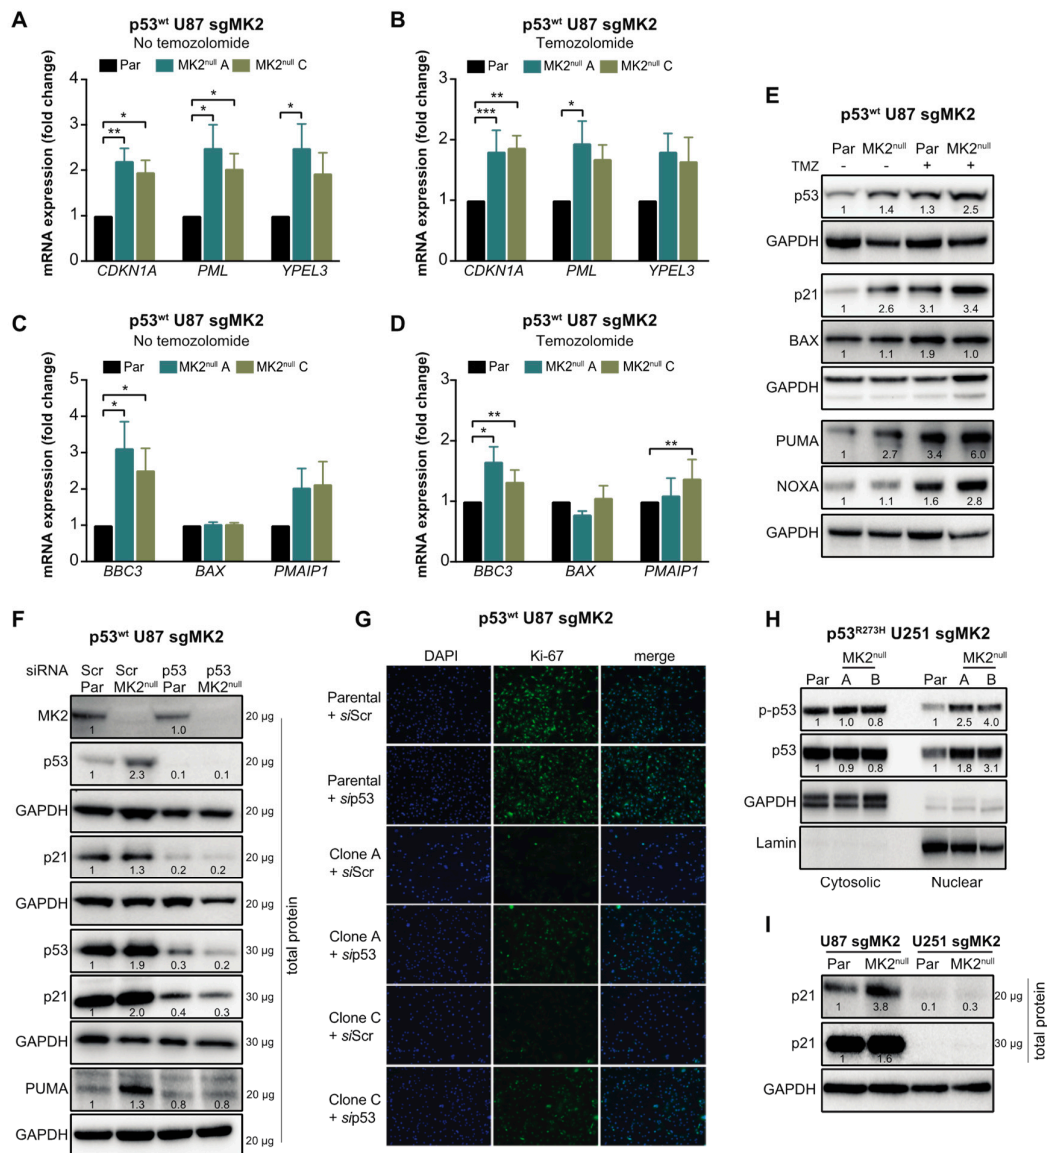 A
p53wt U87 sgMK2
No temozolomide
Par MK2null A MK2null C
mRNA expression (fold change)
4
3
2
1
0
* ** * * *
CDKN1A PML YPEL3
B
p53wt U87 sgMK2
Temozolomide
Par MK2null A MK2null C
mRNA expression (fold change)
3
2
1
0
** *** *
CDKN1A PML YPEL3
C
p53wt U87 sgMK2
No temozolomide
Par MK2null A MK2null C
mRNA expression (fold change)
5
4
3
2
1
0
* *
BBC3 BAX PMAIP1
D
p53wt U87 sgMK2
Temozolomide
Par MK2null A MK2null C
mRNA expression (fold change)
3
2
1
0
** * **
BBC3 BAX PMAIP1
E
p53wt U87 sgMK2
Par MK2null Par MK2null
TMZ - - + +
p53
1 1.4 1.3 2.5
GAPDH
p21
1 2.6 3.1 3.4
BAX
1 1.1 1.9 1.0
GAPDH
PUMA
1 2.7 3.4 6.0
NOXA
1 1.1 1.6 2.8
GAPDH
F
p53wt U87 sgMK2
siRNA Scr Scr p53 p53
Par MK2null Par MK2null
MK2 20 µg
1 1.0
p53 20 µg
1 2.3 0.1 0.1
GAPDH 20 µg
p21 20 µg
1 1.3 0.2 0.2
GAPDH 20 µg
p53 30 µg
1 1.9 0.3 0.2
p21 30 µg
1 2.0 0.4 0.3
GAPDH 30 µg
PUMA 20 µg
1 1.3 0.8 0.8
GAPDH 20 µg
total protein
G
p53wt U87 sgMK2
DAPI Ki-67 merge
Parental
+ siScr
Parental
+ sip53
Clone A
+ siScr
Clone A
+ sip53
Clone C
+ siScr
Clone C
+ sip53
H
p53R273H U251 sgMK2
MK2null MK2null
Par A B Par A B
p-p53
1 1.0 0.8 1 2.5 4.0
p53
1 0.9 0.8 1 1.8 3.1
GAPDH
Lamin
Cytosolic Nuclear
I
U87 sgMK2 U251 sgMK2
Par MK2null Par MK2null
p21 20 µg
1 3.8 0.1 0.3
p21 30 µg
1 1.6
GAPDH
total protein